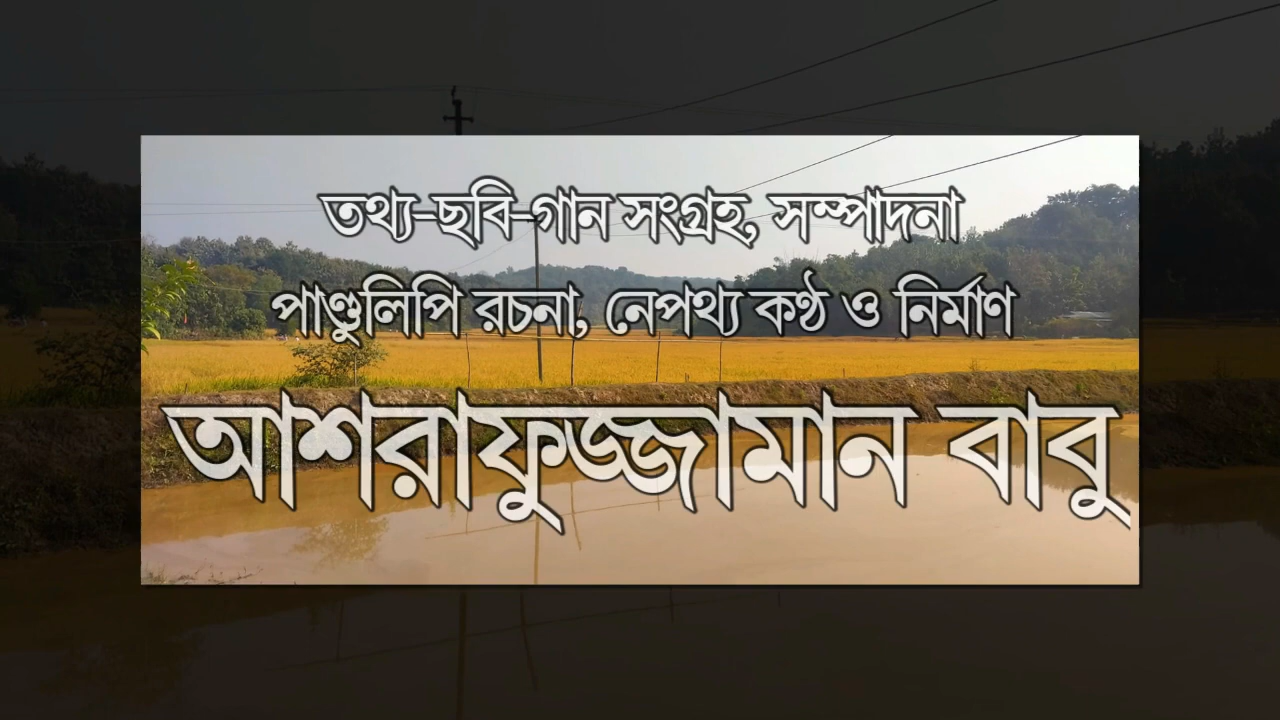 তথ্য-ছবি-গান সংগ্রহ, সম্পাদনা
পাণ্ডুলিপি রচনা, নেপথ্য কণ্ঠ ও নির্মাণ
আশরাফুজ্জামান বাবু